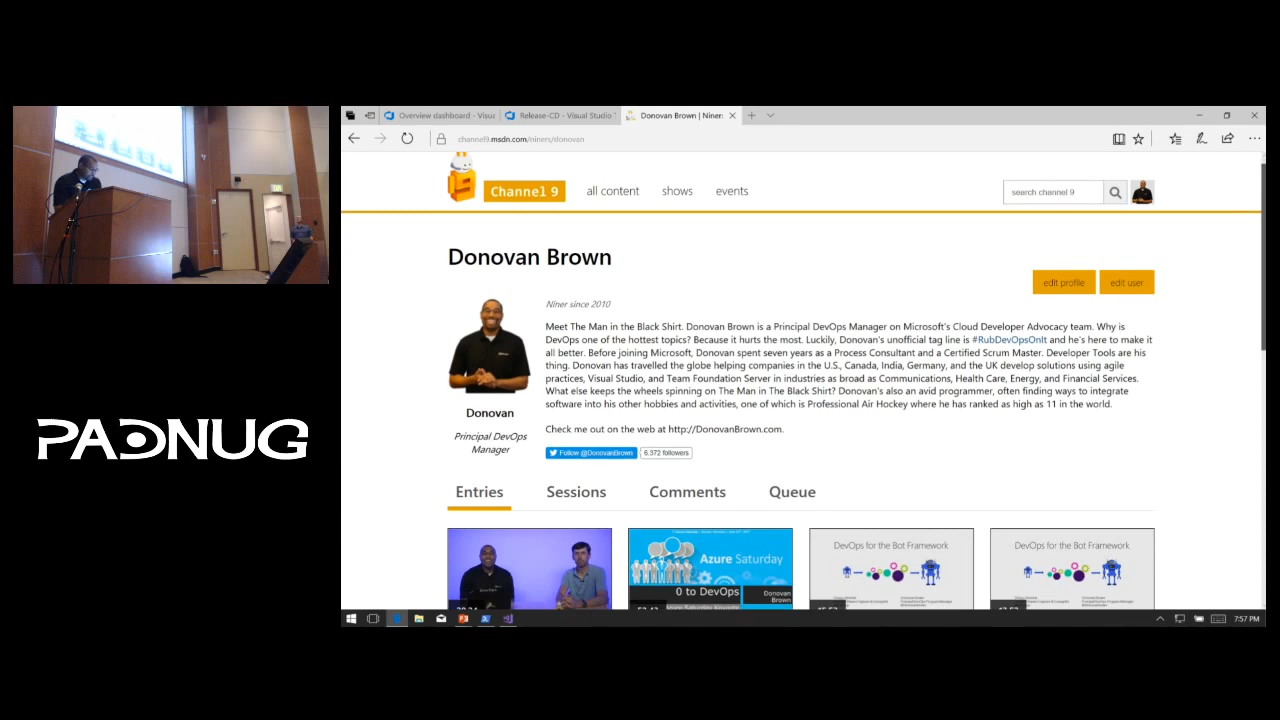 Overview dashboard - Visua
Release-CD - Visual Studio T
Donovan Brown | Niners
channel9.msdn.com/niners/donovan
Channel 9
all content
shows
events
search channel 9
Donovan Brown
edit profile
edit user
Niner since 2010
Meet The Man in the Black Shirt. Donovan Brown is a Principal DevOps Manager on Microsoft's Cloud Developer Advocacy team. Why is
DevOps one of the hottest topics? Because it hurts the most. Luckily, Donovan's unofficial tag line is #RubDevOpsOnIt and he's here to make it
all better. Before joining Microsoft, Donovan spent seven years as a Process Consultant and a Certified Scrum Master. Developer Tools are his
thing. Donovan has travelled the globe helping companies in the U.S., Canada, India, Germany, and the UK develop solutions using agile
practices, Visual Studio, and Team Foundation Server in industries as broad as Communications, Health Care, Energy, and Financial Services.
What else keeps the wheels spinning on The Man in The Black Shirt? Donovan's also an avid programmer, often finding ways to integrate
software into his other hobbies and activities, one of which is Professional Air Hockey where he has ranked as high as 11 in the world.
Check me out on the web at http://DonovanBrown.com.
Donovan
Principal DevOps
Manager
Follow @DonovanBrown
6,372 followers
PADNUG
Entries
Sessions
Comments
Queue
Azure Saturday
0 to DevOps
Donovan
Brown
DevOps for the Bot Framework
DevOps for the Bot Framework
7:57 PM